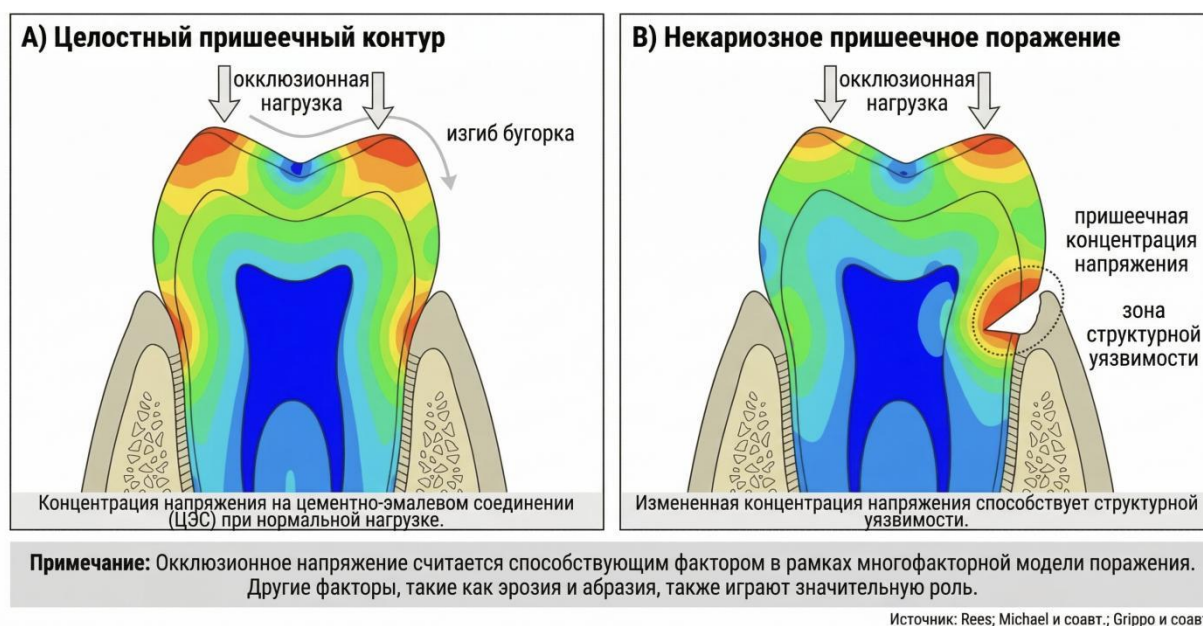 А) Целостный пришеечный контур
окклюзионная
нагрузка
изгиб бугорка
Концентрация напряжения на цементно-эмалевом соединении
(ЦЭС) при нормальной нагрузке.
В) Некариозное пришеечное поражение
окклюзионная
нагрузка
пришеечная
концентрация
напряжения
зона
структурной
уязвимости
Измененная концентрация напряжения способствует структурной
уязвимости.
Примечание: Окклюзионное напряжение считается способствующим фактором в рамках многофакторной модели поражения.
Другие факторы, такие как эрозия и абразия, также играют значительную роль.
Источник: Rees; Michael и соавт.; Grippo и соавт